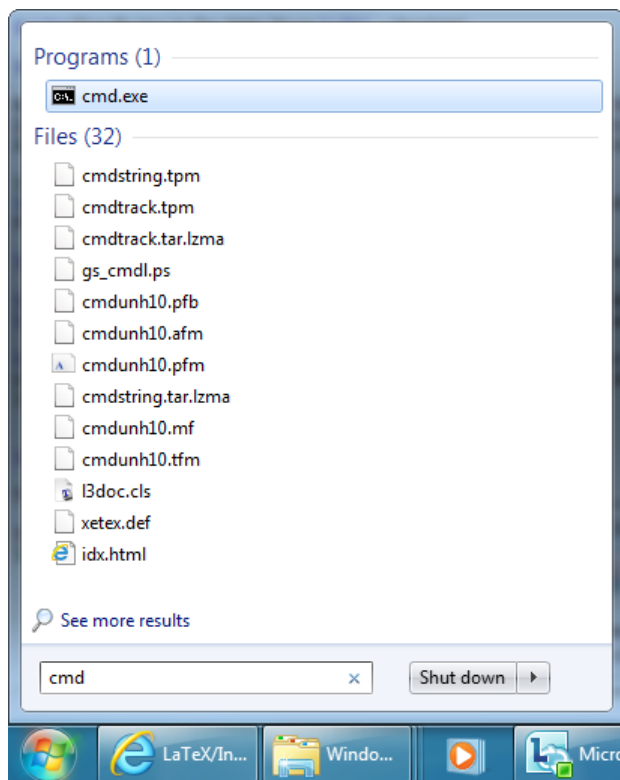 Programs (1)
cmd.exe
Files (32)
cmdstring.tpm
cmdtrack.tpm
cmdtrack.tar.lzma
gs_cmdl.ps
cmdunh10.pfb
cmdunh10.afm
cmdunh10.pfm
cmdstring.tar.lzma
cmdunh10.mf
cmdunh10.tfm
l3doc.cls
xetex.def
idx.html
See more results
cmd
Shut down
LaTeX/In... Windo... Micro